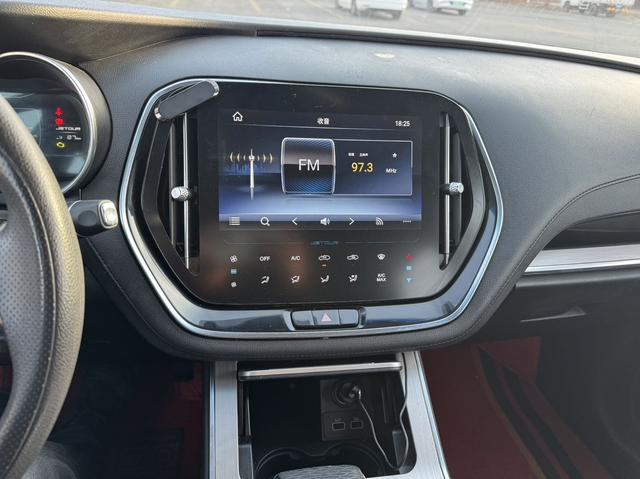 收音
18:25
FM
97.3
MHz
JETOUR
OFF
A/C
A/C
MAX
JETOUR